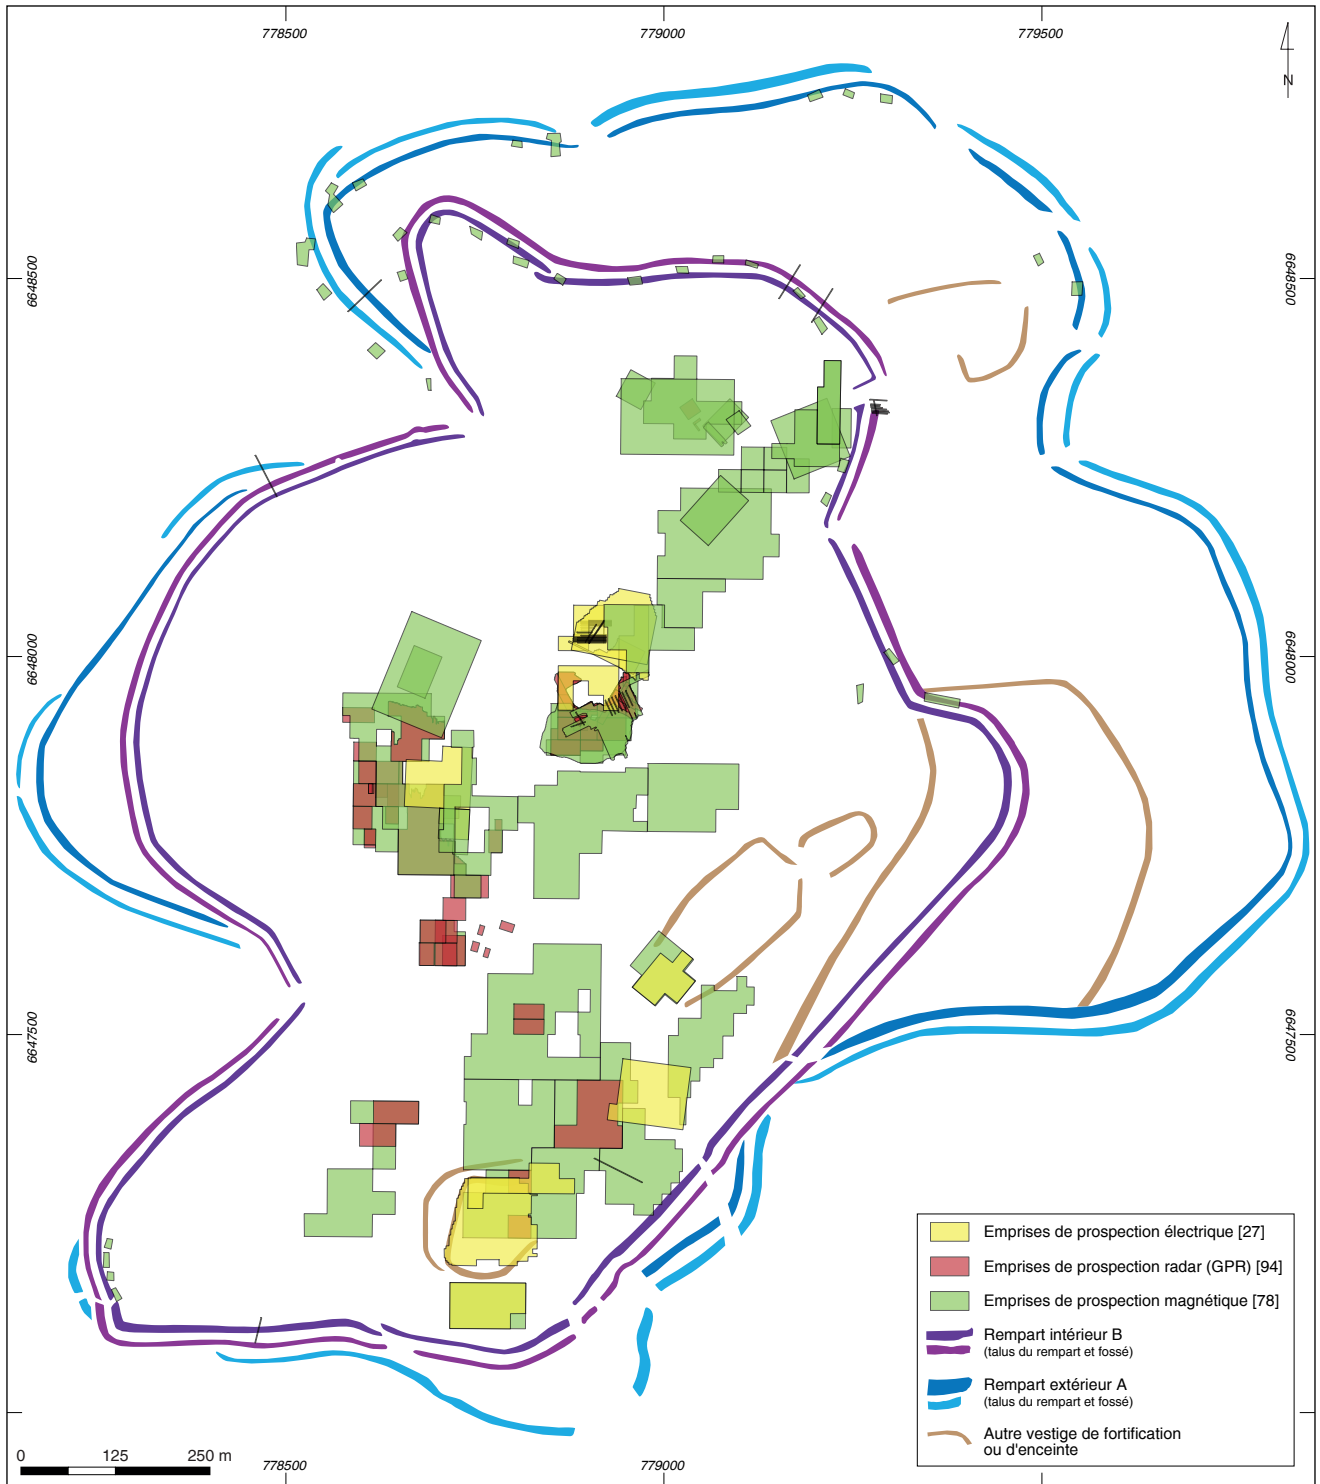 778500
779000
779500
N
6648500
6648500
6648000
6648000
6647500
6647500
Emprises de prospection électrique [27]
Emprises de prospection radar (GPR) [94]
Emprises de prospection magnétique [78]
Rempart intérieur B
(talus du rempart et fossé)
Rempart extérieur A
(talus du rempart et fossé)
Autre vestige de fortification
ou d'enceinte
0 125 250 m
778500
779000